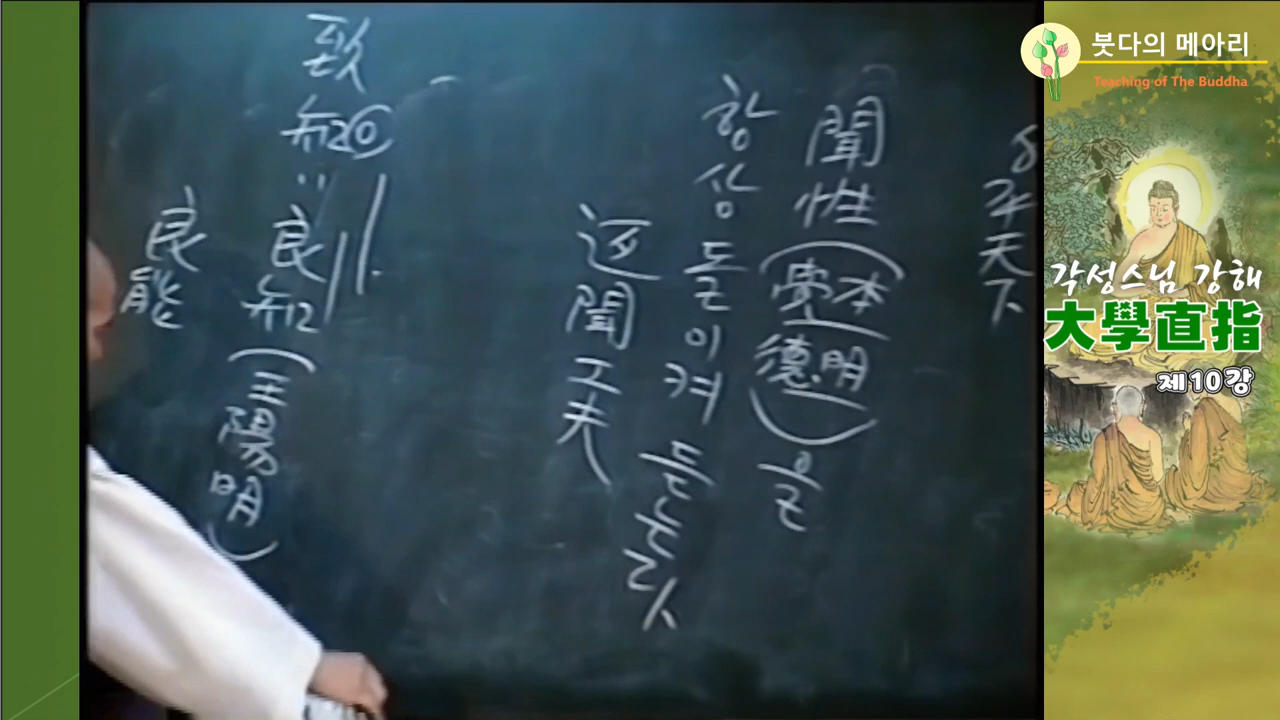 平天下
聞性(本覺 明德)을
항상 돌이켜 듣는 것
返聞工夫
致知
良知(王陽明)
良能
붓다의 메아리
Teaching of The Buddha
각성스님 강해
大學直指
제10강